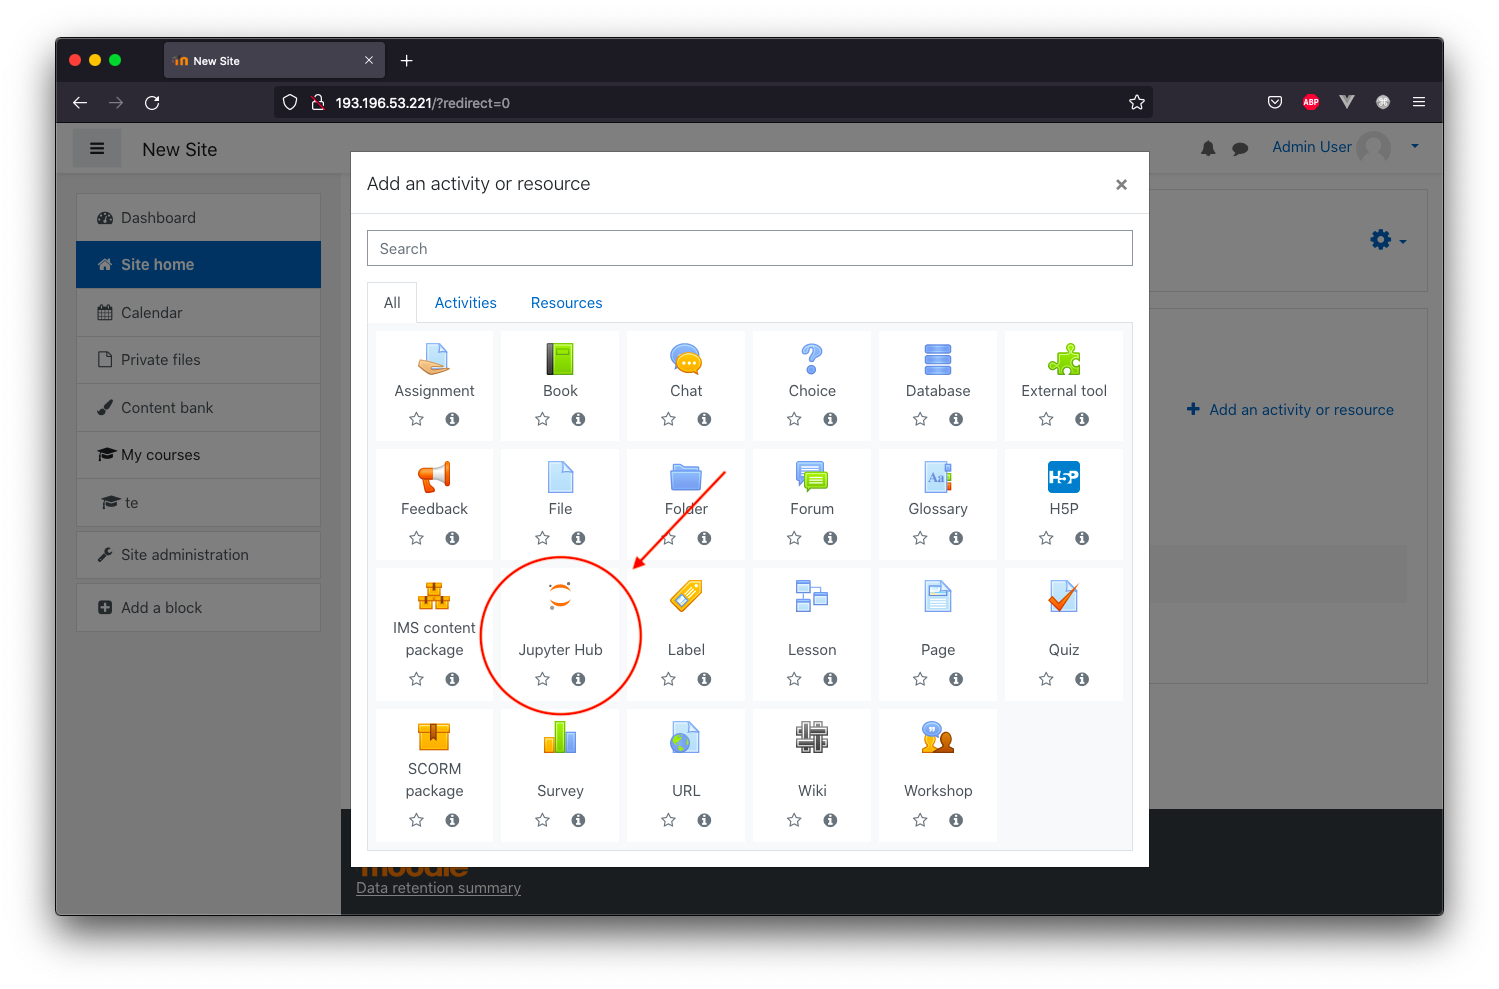 New Site
193.196.53.221/?redirect=0
ABP
New Site
Admin User
Dashboard
Site home
Calendar
Private files
Content bank
My courses
te
Site administration
Add a block
Add an activity or resource
Add an activity or resource
Search
All
Activities
Resources
Assignment
Book
Chat
Choice
Database
External tool
Feedback
File
Folder
Forum
Aa
Glossary
H5P
H5P
IMS content
package
Jupyter Hub
Label
Lesson
Page
Quiz
SCORM
package
Survey
URL
Wiki
Workshop
moodle
Data retention summary